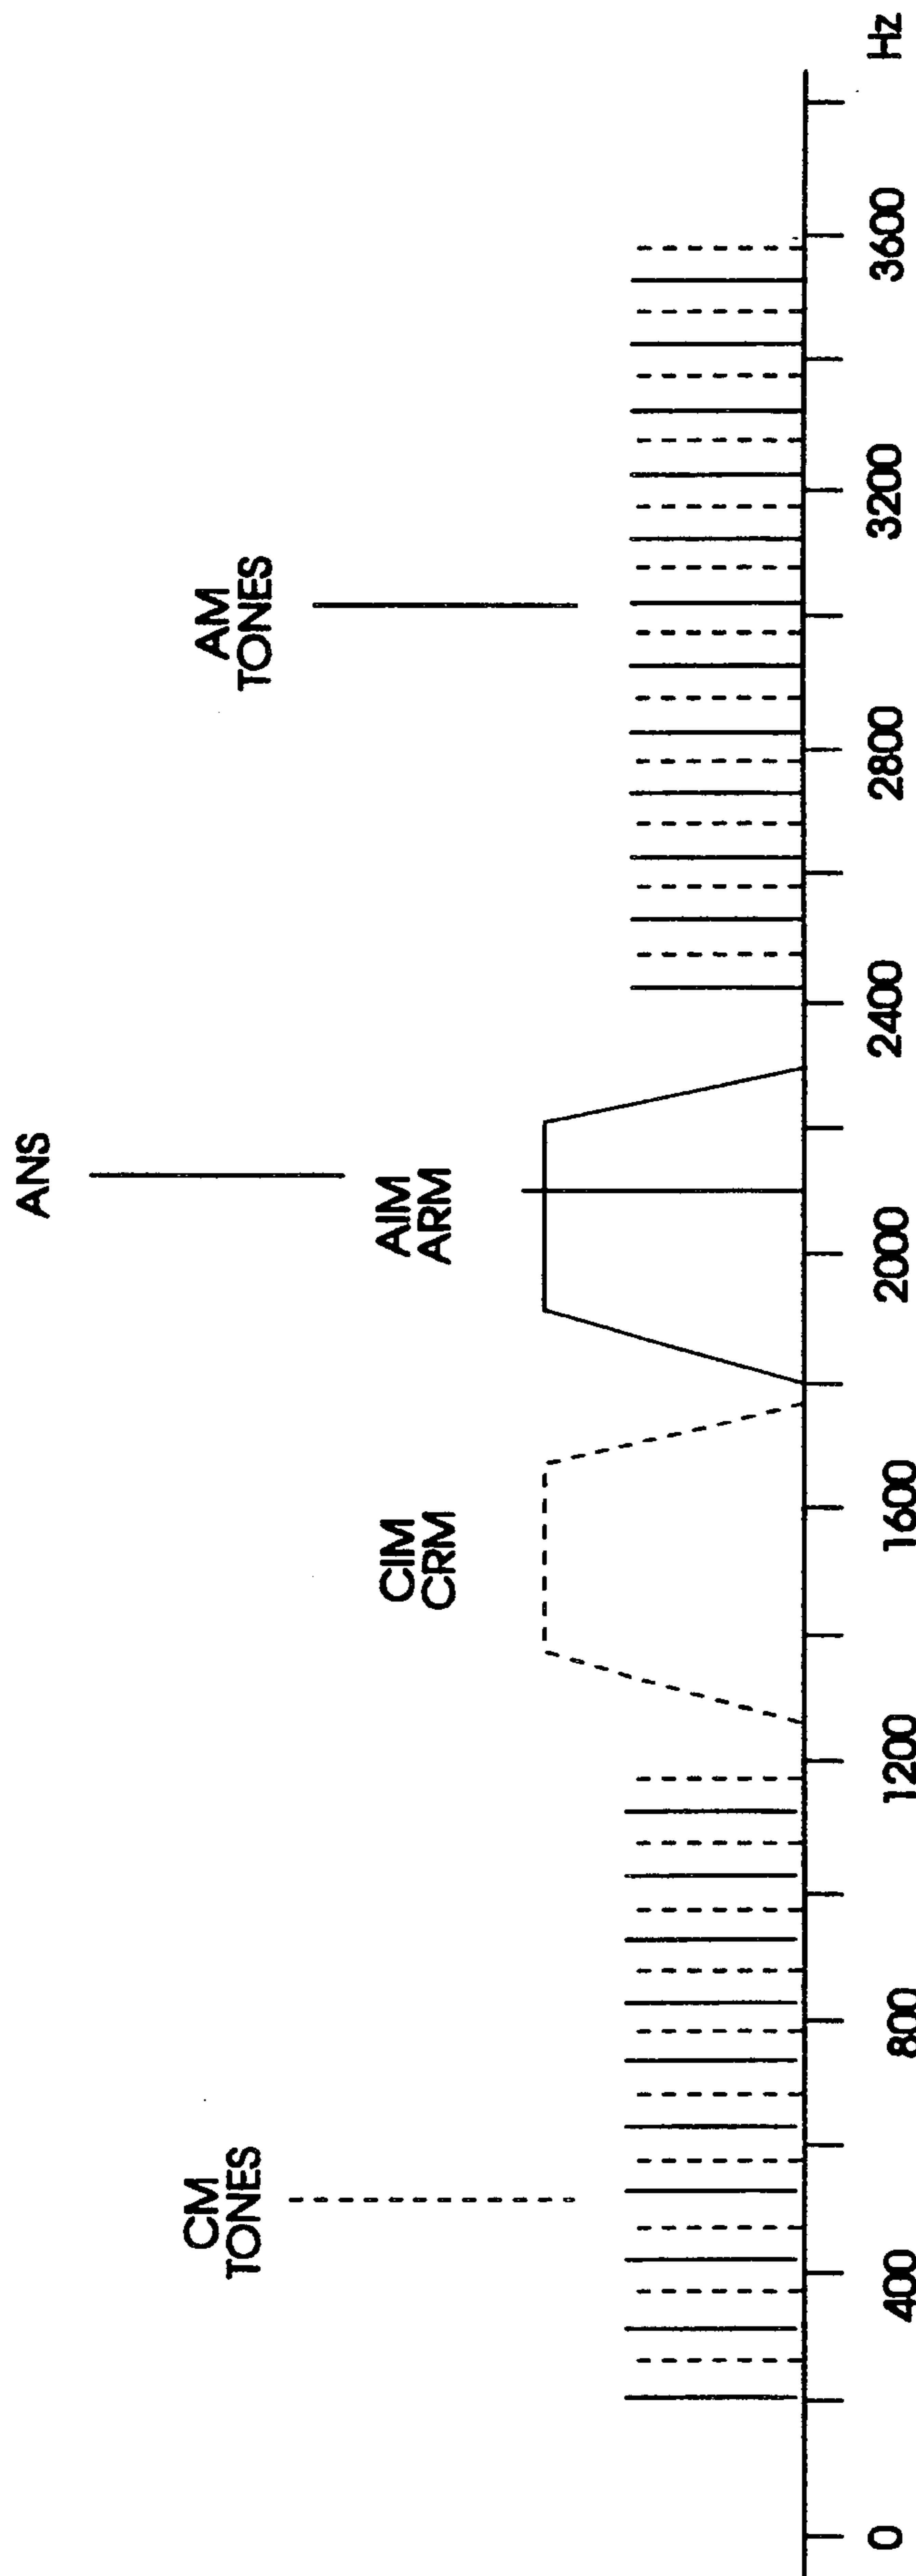 ANS
CM
TONES
CIM
CRM
AIM
ARM
AM
TONES
0
400
800
1200
1600
2000
2400
2800
3200
3600
Hz